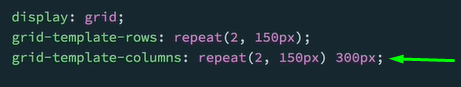 display: grid;
grid-template-rows: repeat(2, 150px);
grid-template-columns: repeat(2, 150px) 300px;